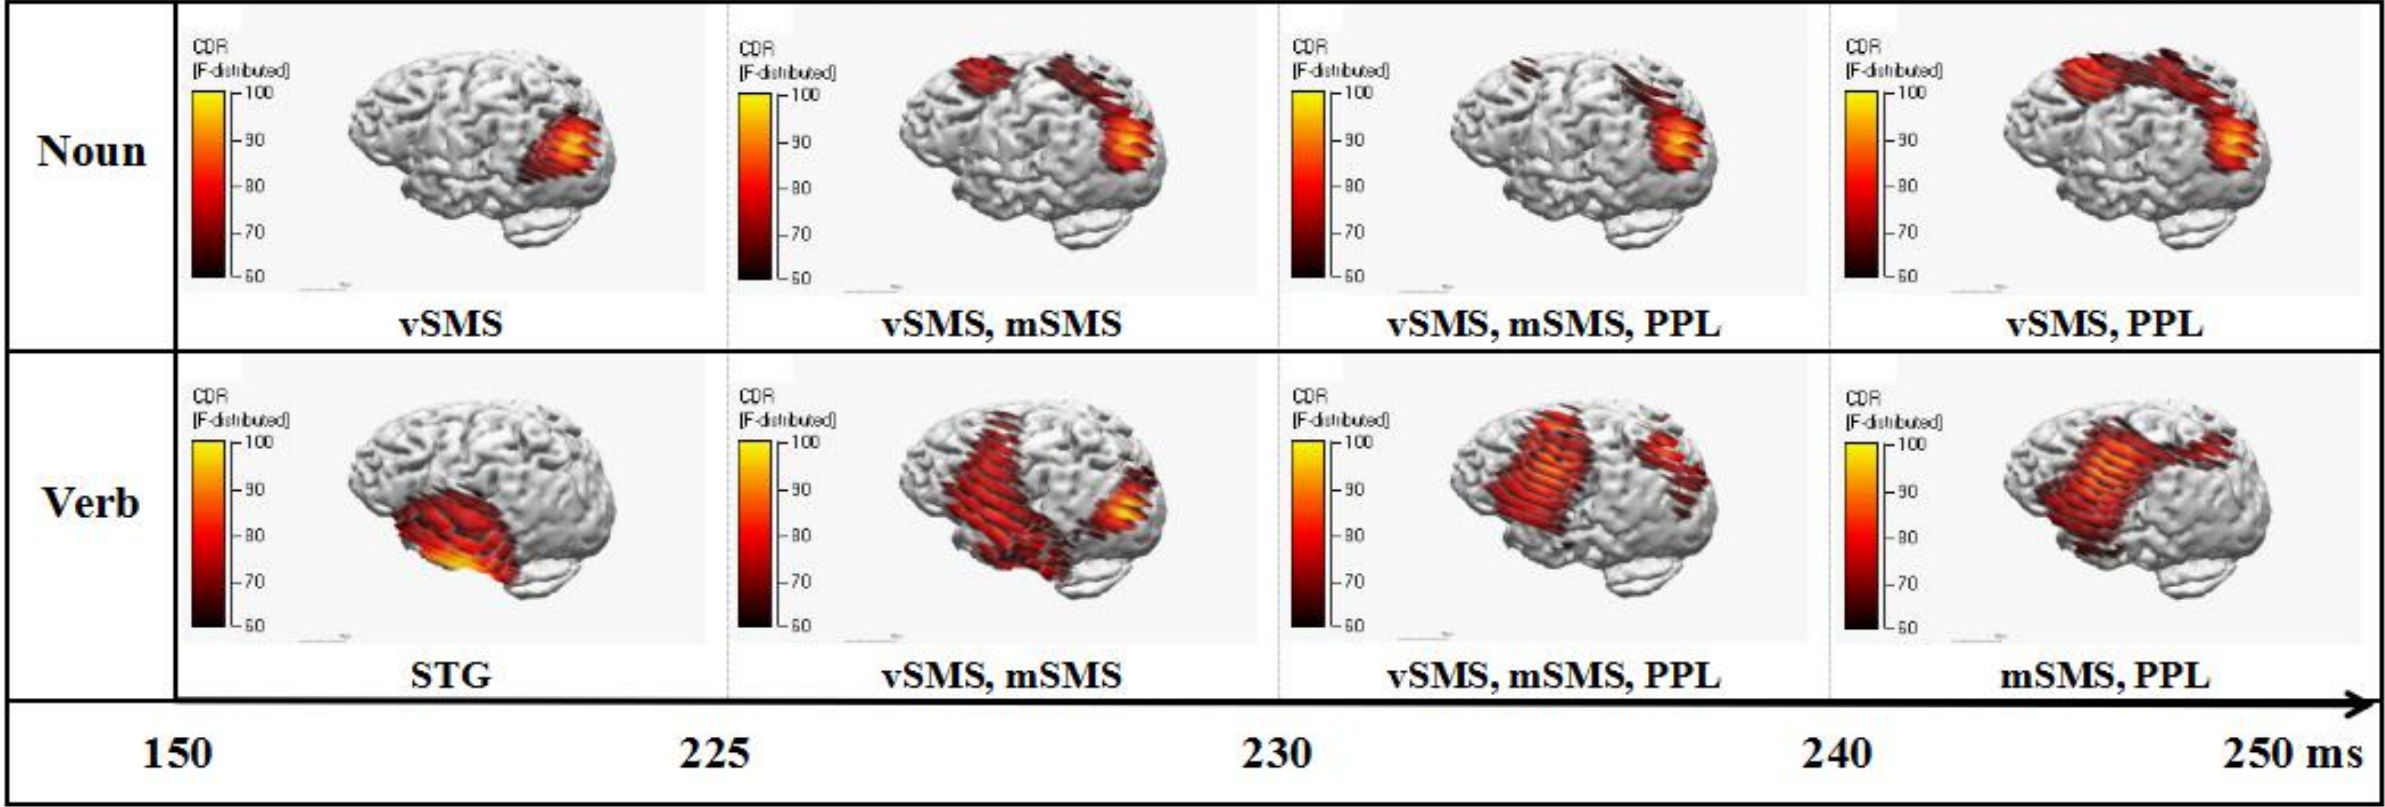 Noun
CDR
[F-distributed]
100
90
80
70
60
vSMS
CDR
[F-distributed]
100
90
80
70
60
vSMS, mSMS
CDR
[F-distributed]
100
90
80
70
60
vSMS, mSMS, PPL
CDR
[F-distributed]
100
90
80
70
60
vSMS, PPL
Verb
CDR
[F-distributed]
100
90
80
70
60
STG
CDR
[F-distributed]
100
90
80
70
60
vSMS, mSMS
CDR
[F-distributed]
100
90
80
70
60
vSMS, mSMS, PPL
CDR
[F-distributed]
100
90
80
70
60
mSMS, PPL
150 225 230 240 250 ms